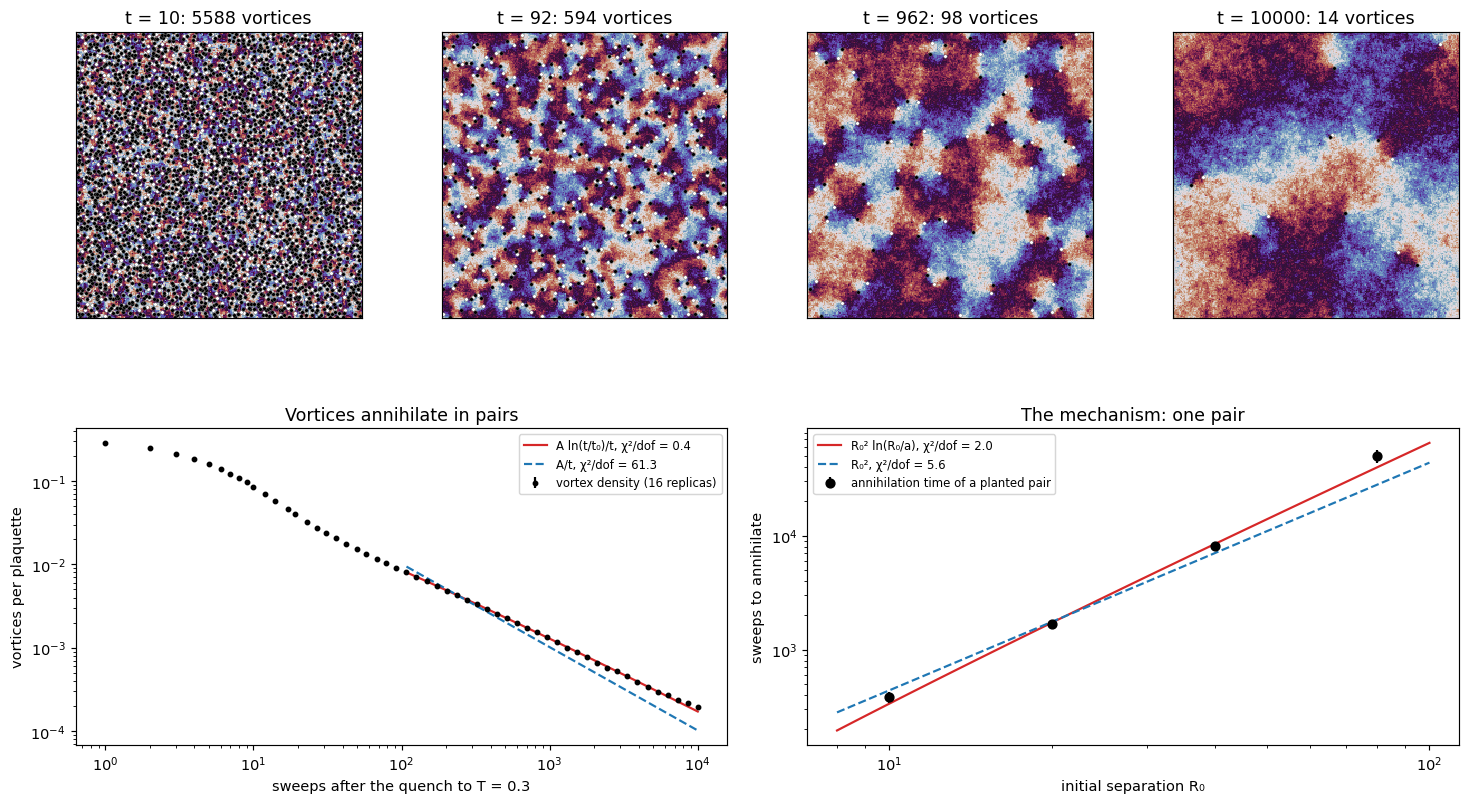 t = 10: 5588 vortices
t = 92: 594 vortices
t = 962: 98 vortices
t = 10000: 14 vortices
Vortices annihilate in pairs
A ln(t/t₀)/t, χ²/dof = 0.4
A/t, χ²/dof = 61.3
vortex density (16 replicas)
vortices per plaquette
10⁻¹
10⁻²
10⁻³
10⁻⁴
10⁰
10¹
10²
10³
10⁴
sweeps after the quench to T = 0.3
The mechanism: one pair
R₀² ln(R₀/a), χ²/dof = 2.0
R₀², χ²/dof = 5.6
annihilation time of a planted pair
sweeps to annihilate
10⁴
10³
10¹
10²
initial separation R₀